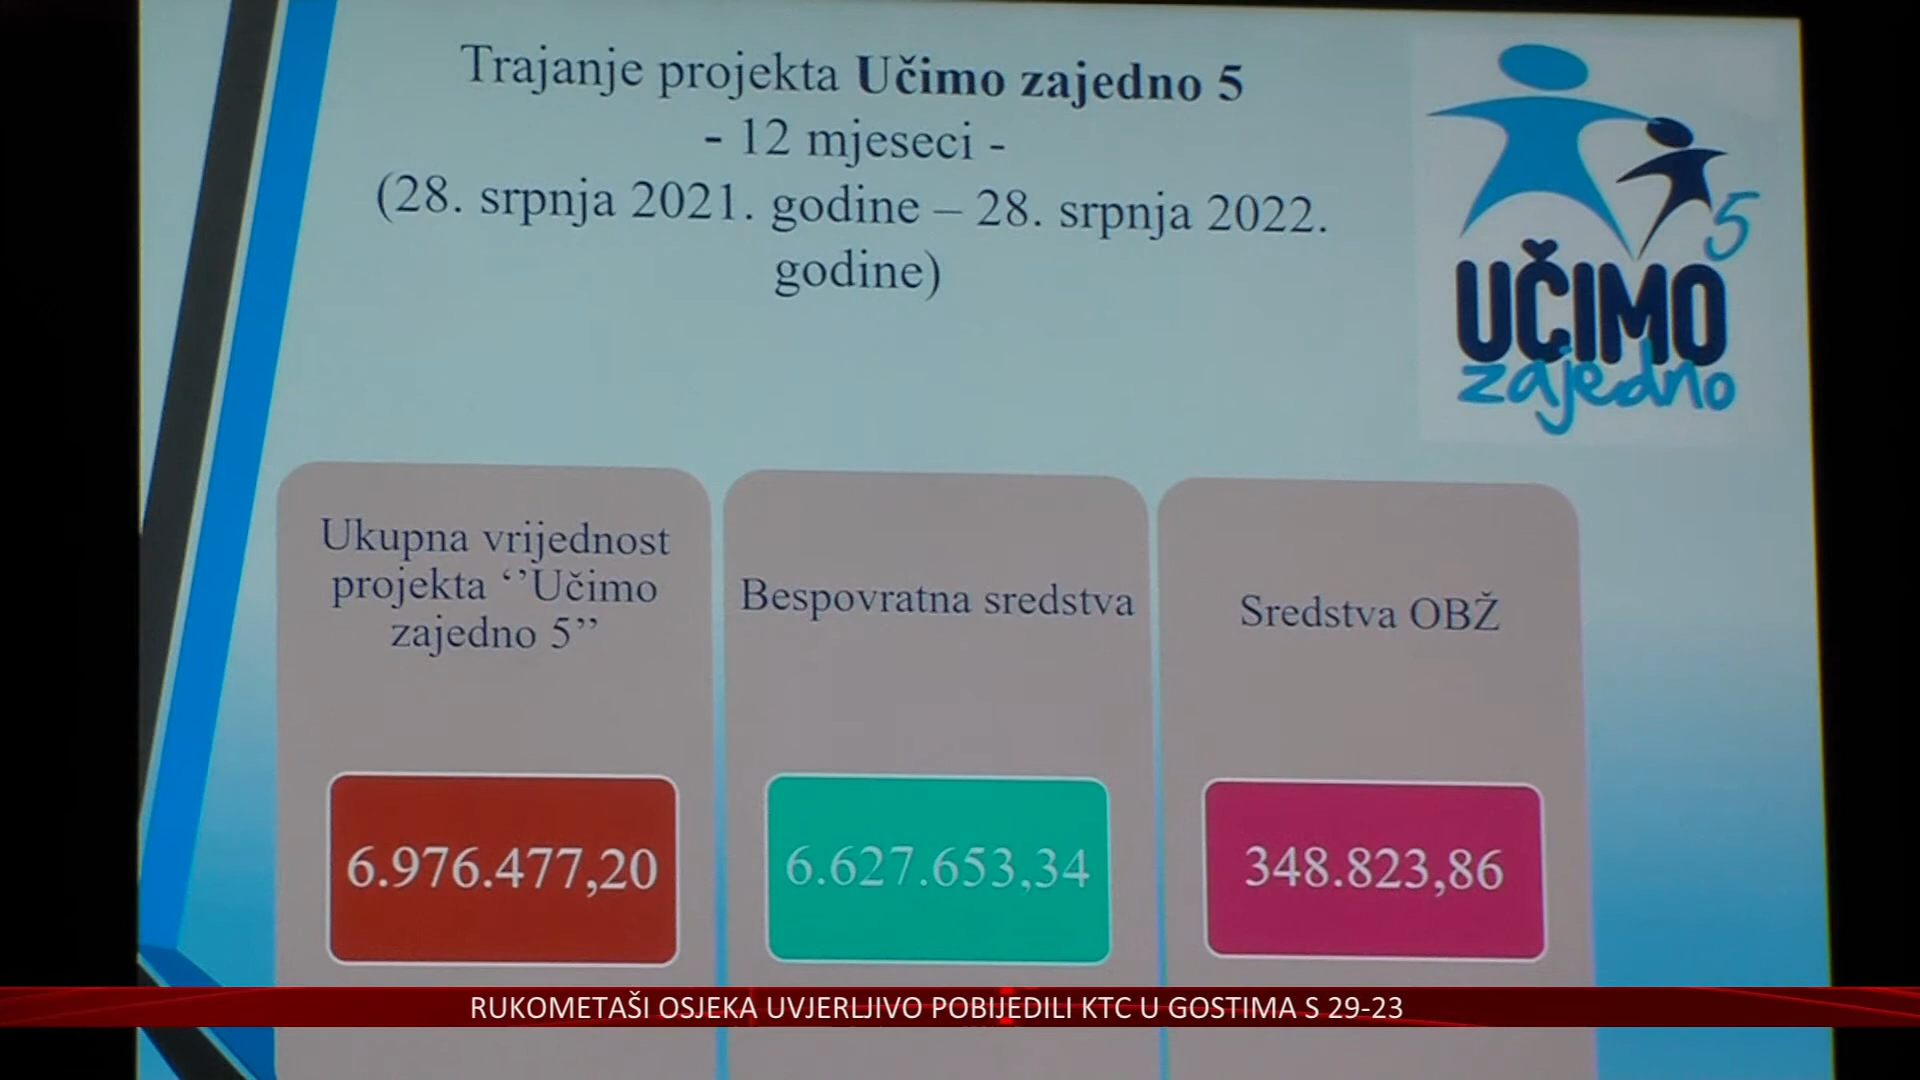 Trajanje projekta Učimo zajedno 5
- 12 mjeseci -
(28. srpnja 2021. godine – 28. srpnja 2022.
godine)
5
UČIMO
zajedno
Ukupna vrijednost
projekta ‘’Učimo
zajedno 5’’
6.976.477,20
Bespovratna sredstva
6.627.653,34
Sredstva OBŽ
348.823,86
RUKOMETAŠI OSJEKA UVJERLJIVO POBIJEDILI KTC U GOSTIMA S 29-23